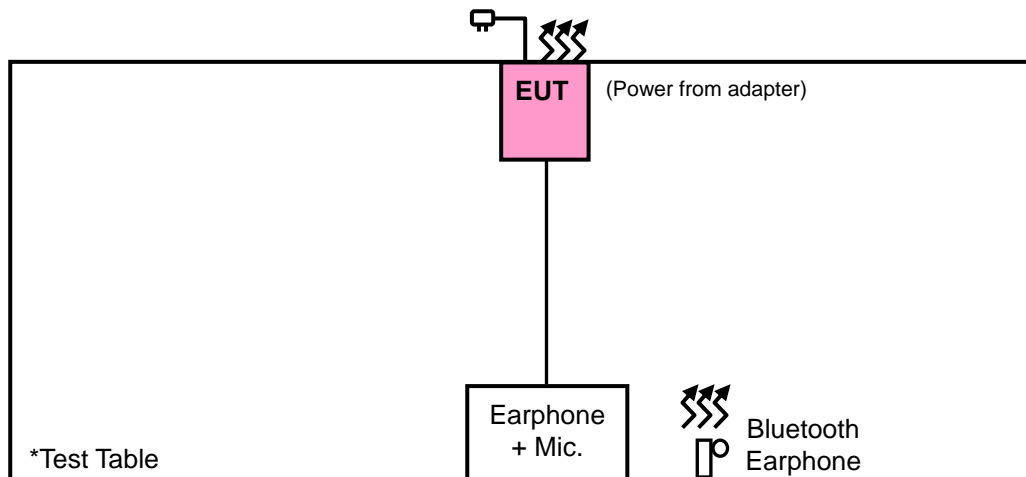 EUT
(Power from adapter)
Earphone
+ Mic.
Bluetooth
Earphone
*Test Table